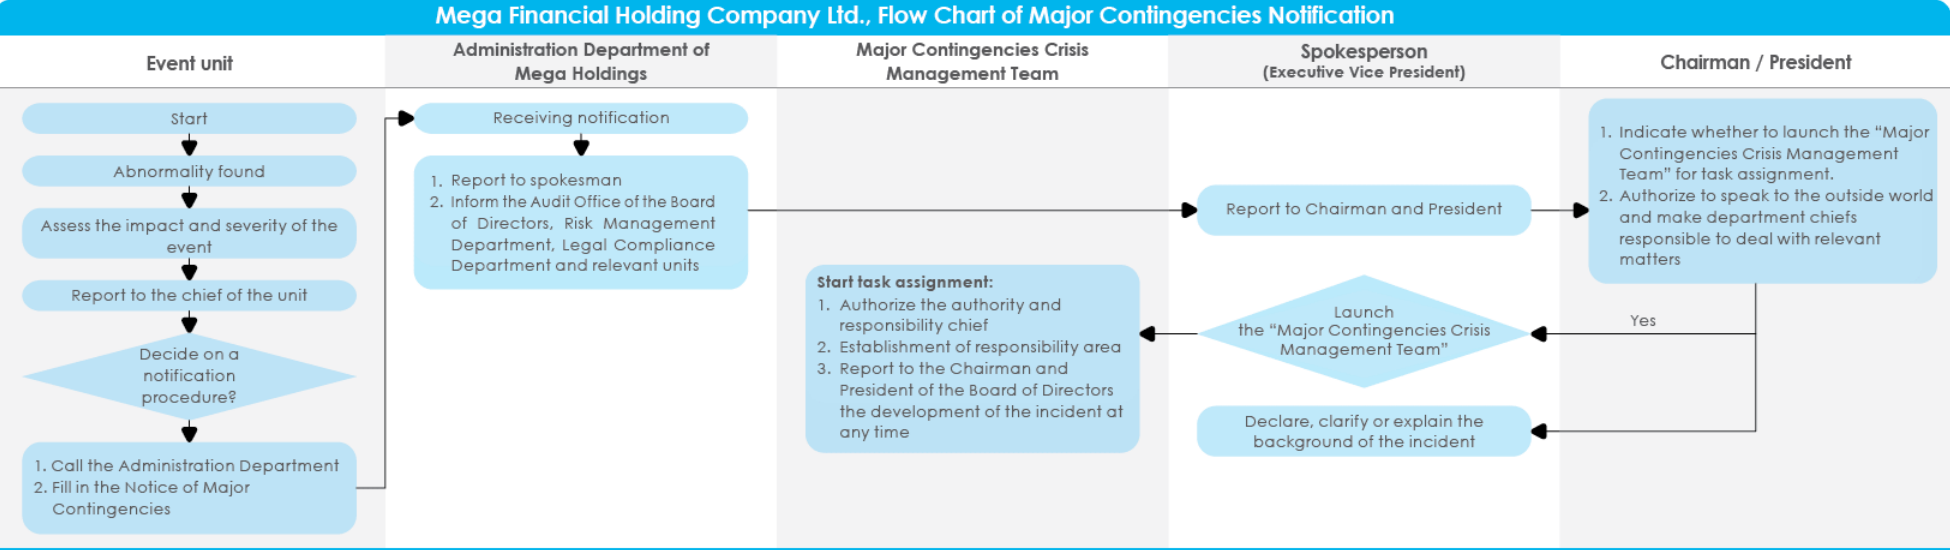 Mega Financial Holding Company Ltd., Flow Chart of Major Contingencies Notification
Event unit
Administration Department of
Mega Holdings
Major Contingencies Crisis
Management Team
Spokesperson
(Executive Vice President)
Chairman / President
Start
Abnormality found
Assess the impact and severity of the
event
Report to the chief of the unit
Decide on a
notification
procedure?
1. Call the Administration Department
2. Fill in the Notice of Major
Contingencies
Receiving notification
1. Report to spokesman
2. Inform the Audit Office of the Board
of Directors, Risk Management
Department, Legal Compliance
Department and relevant units
Start task assignment:
1. Authorize the authority and
responsibility chief
2. Establishment of responsibility area
3. Report to the Chairman and
President of the Board of Directors
the development of the incident at
any time
Report to Chairman and President
Launch
the “Major Contingencies Crisis
Management Team”
Declare, clarify or explain the
background of the incident
1. Indicate whether to launch the “Major
Contingencies Crisis Management
Team” for task assignment.
2. Authorize to speak to the outside world
and make department chiefs
responsible to deal with relevant
matters
Yes